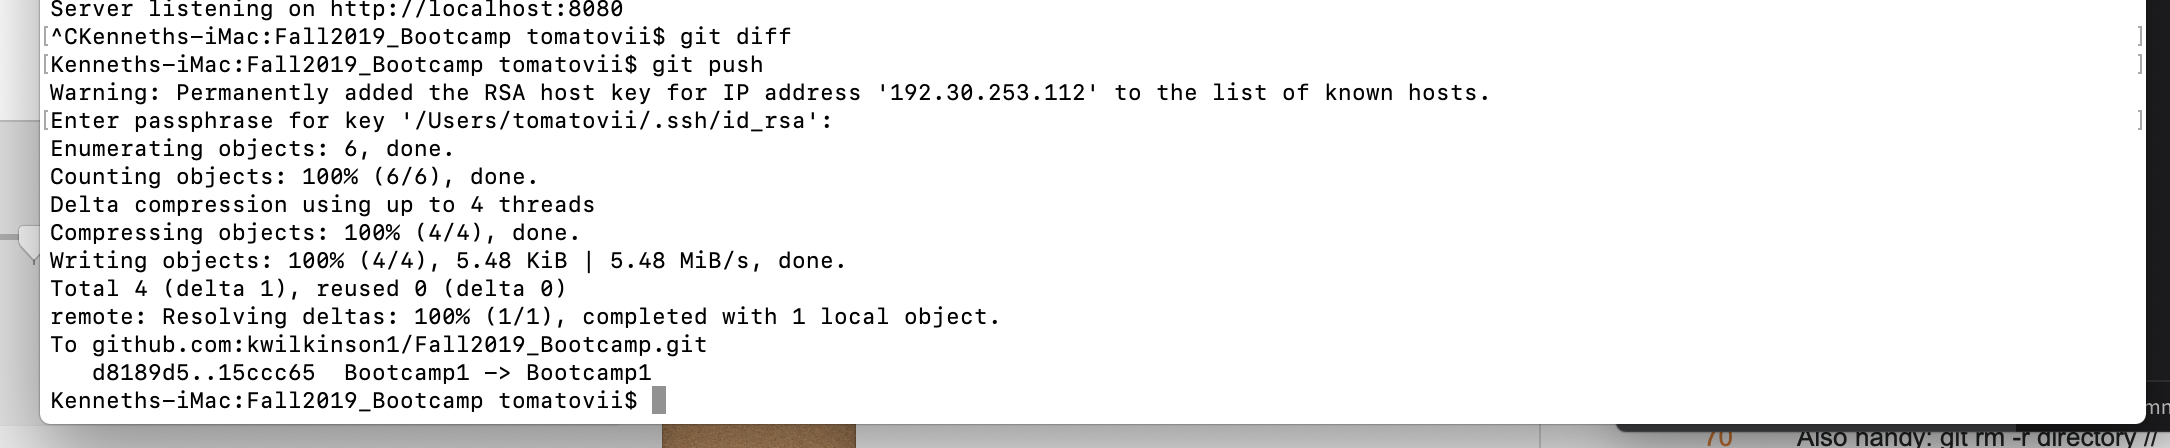 Server listening on http://localhost:8080
[^CKenneths-iMac:Fall2019_Bootcamp tomatovii$ git diff ]
[Kenneths-iMac:Fall2019_Bootcamp tomatovii$ git push ]
Warning: Permanently added the RSA host key for IP address '192.30.253.112' to the list of known hosts.
[Enter passphrase for key '/Users/tomatovii/.ssh/id_rsa': ]
Enumerating objects: 6, done.
Counting objects: 100% (6/6), done.
Delta compression using up to 4 threads
Compressing objects: 100% (4/4), done.
Writing objects: 100% (4/4), 5.48 KiB | 5.48 MiB/s, done.
Total 4 (delta 1), reused 0 (delta 0)
remote: Resolving deltas: 100% (1/1), completed with 1 local object.
To github.com:kwilkinson1/Fall2019_Bootcamp.git
   d8189d5..15ccc65  Bootcamp1 -> Bootcamp1
Kenneths-iMac:Fall2019_Bootcamp tomatovii$
70 Also handy: git rm -r directory //